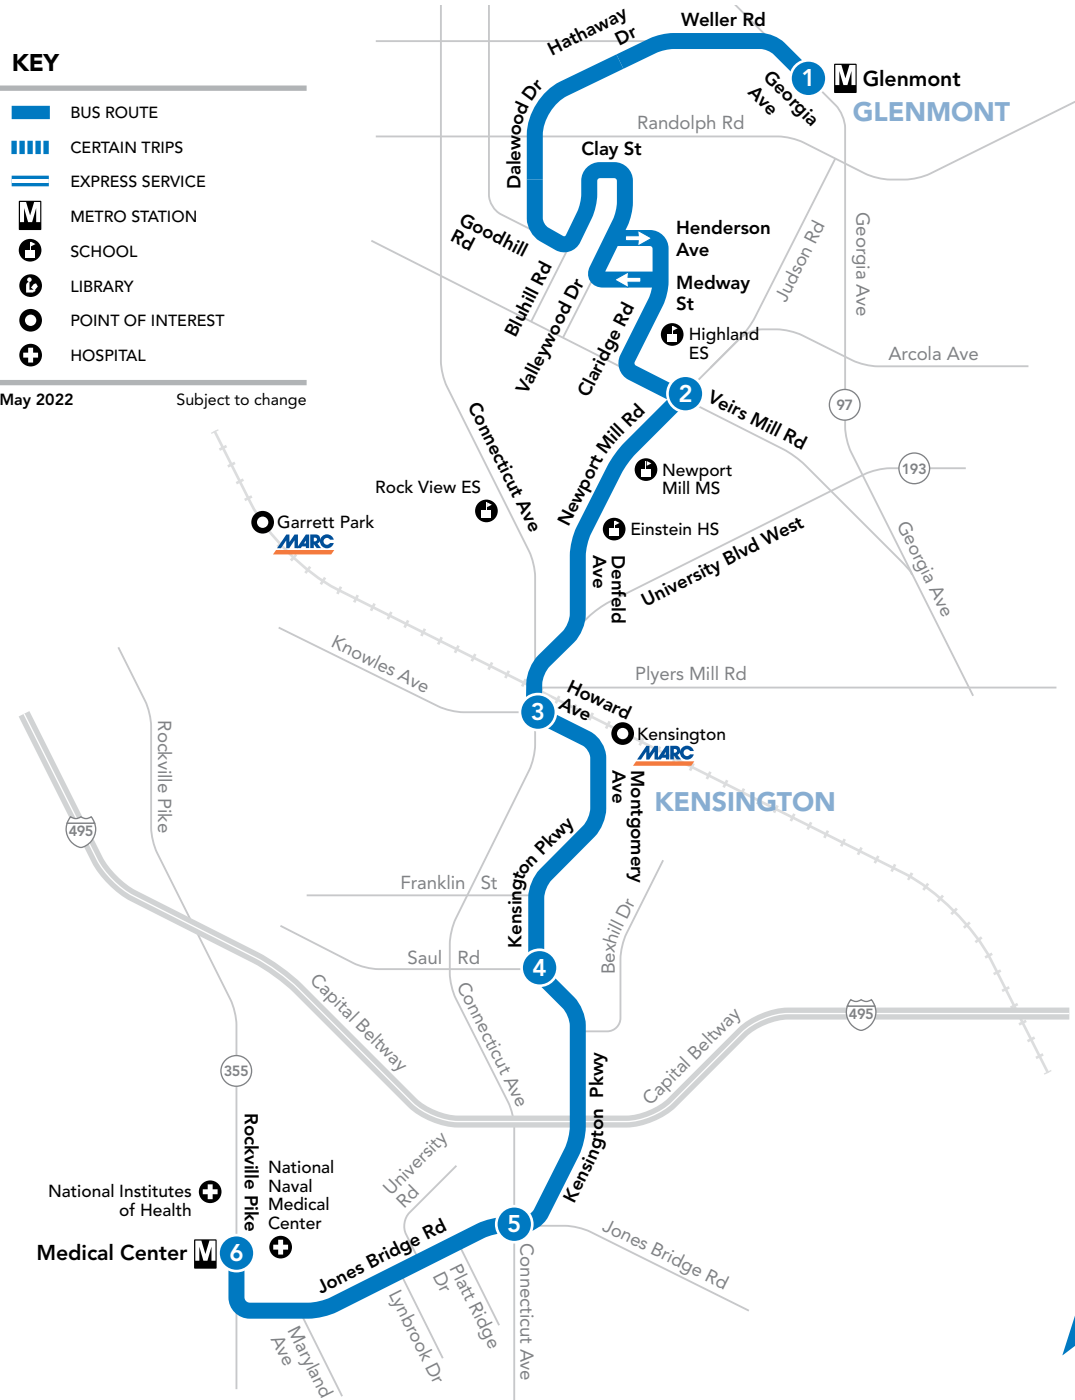 KEY
BUS ROUTE
CERTAIN TRIPS
EXPRESS SERVICE
M METRO STATION
SCHOOL
LIBRARY
POINT OF INTEREST
HOSPITAL
May 2022 Subject to change
Weller Rd
Hathaway
Dr
1
M Glenmont
GLENMONT
Georgia
Ave
Randolph Rd
Dalewood Dr
Clay St
Goodhill
Rd
Henderson
Ave
Medway
St
Judson Rd
Georgia Ave
Bluhill Rd
Valleywood Dr
Claridge Rd
Highland
ES
Arcola Ave
2
Veirs Mill Rd
97
Connecticut Ave
Newport Mill Rd
193
Newport
Mill MS
Rock View ES
Einstein HS
Garrett Park
MARC
University Blvd West
Georgia Ave
Denfeld
Ave
Knowles Ave
Plyers Mill Rd
3
Howard
Ave
Kensington
MARC
KENSINGTON
Montgomery
Ave
Rockville Pike
495
Kensington Pkwy
Franklin St
Bexhill Dr
Saul Rd
4
Capital Beltway
Connecticut Ave
495
Capital Beltway
355
Kensington Pkwy
Rockville Pike
University
Rd
National Institutes
of Health
National
Naval
Medical
Center
Medical Center M
6
5
Jones Bridge Rd
Jones Bridge Rd
Connecticut Ave
Platt Ridge
Dr
Lynbrook Dr
Maryland
Ave